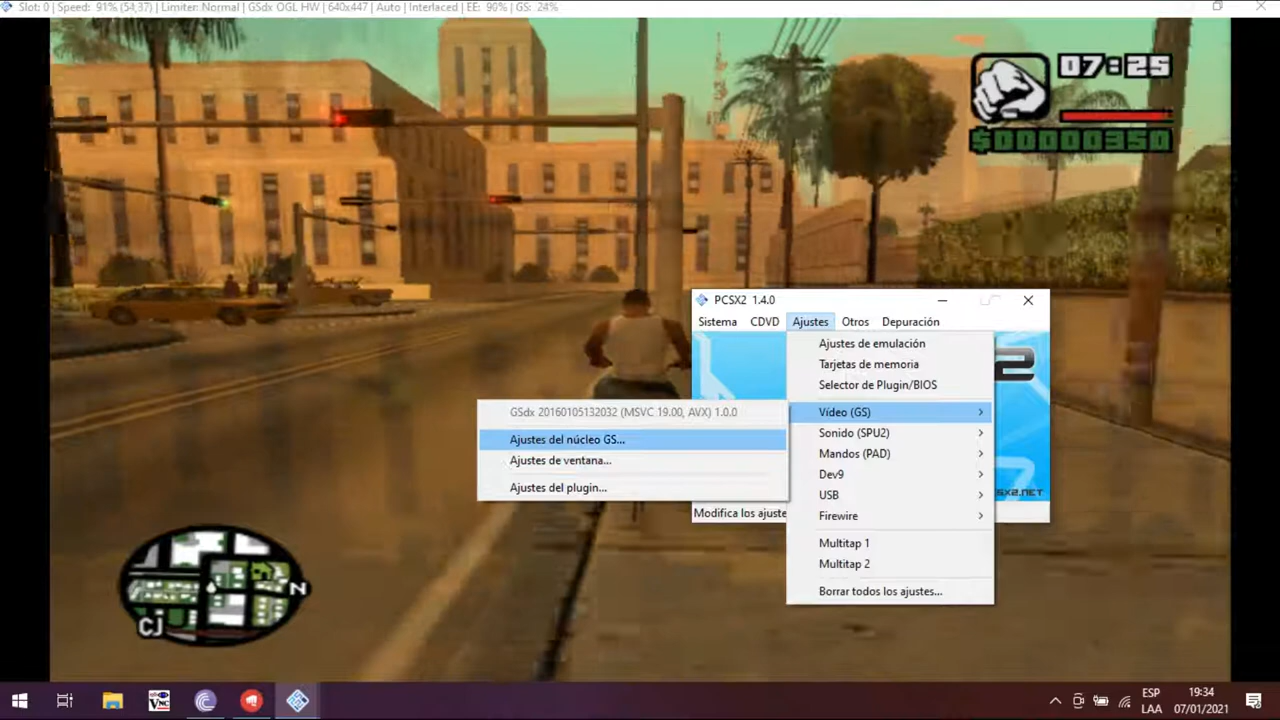 Slot: 0 | Speed: 91% (54,37) | Limiter: Normal | GSdx OGL HW | 640x447 | Auto | Interlaced | EE: 90% | GS: 24%
07:25
$00000350
PCSX2 1.4.0
Sistema CDVD Ajustes Otros Depuración
Ajustes de emulación
Tarjetas de memoria
Selector de Plugin/BIOS
Vídeo (GS)
Sonido (SPU2)
Mandos (PAD)
Dev9
USB
Firewire
Multitap 1
Multitap 2
Borrar todos los ajustes...
GSdx 20160105132032 (MSVC 19.00, AVX) 1.0.0
Ajustes del núcleo GS...
Ajustes de ventana...
Ajustes del plugin...
2
.NET
Modifica los ajuste
N
CJ
VNC
ESP
LAA
19:34
07/01/2021